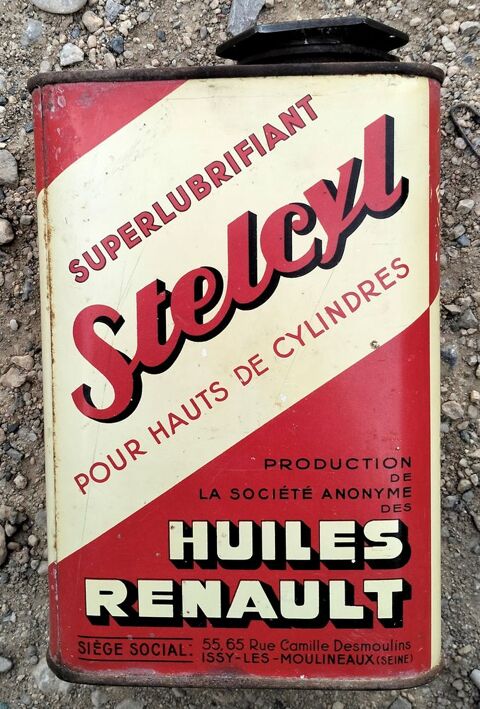 SUPERLUBRIFIANT
Stelcyl
POUR HAUTS DE CYLINDRES
PRODUCTION
DE
LA SOCIÉTÉ ANONYME
DES
HUILES
RENAULT
SIÈGE SOCIAL: 55,65 Rue Camille Desmoulins
ISSY-LES-MOULINEAUX (SEINE)